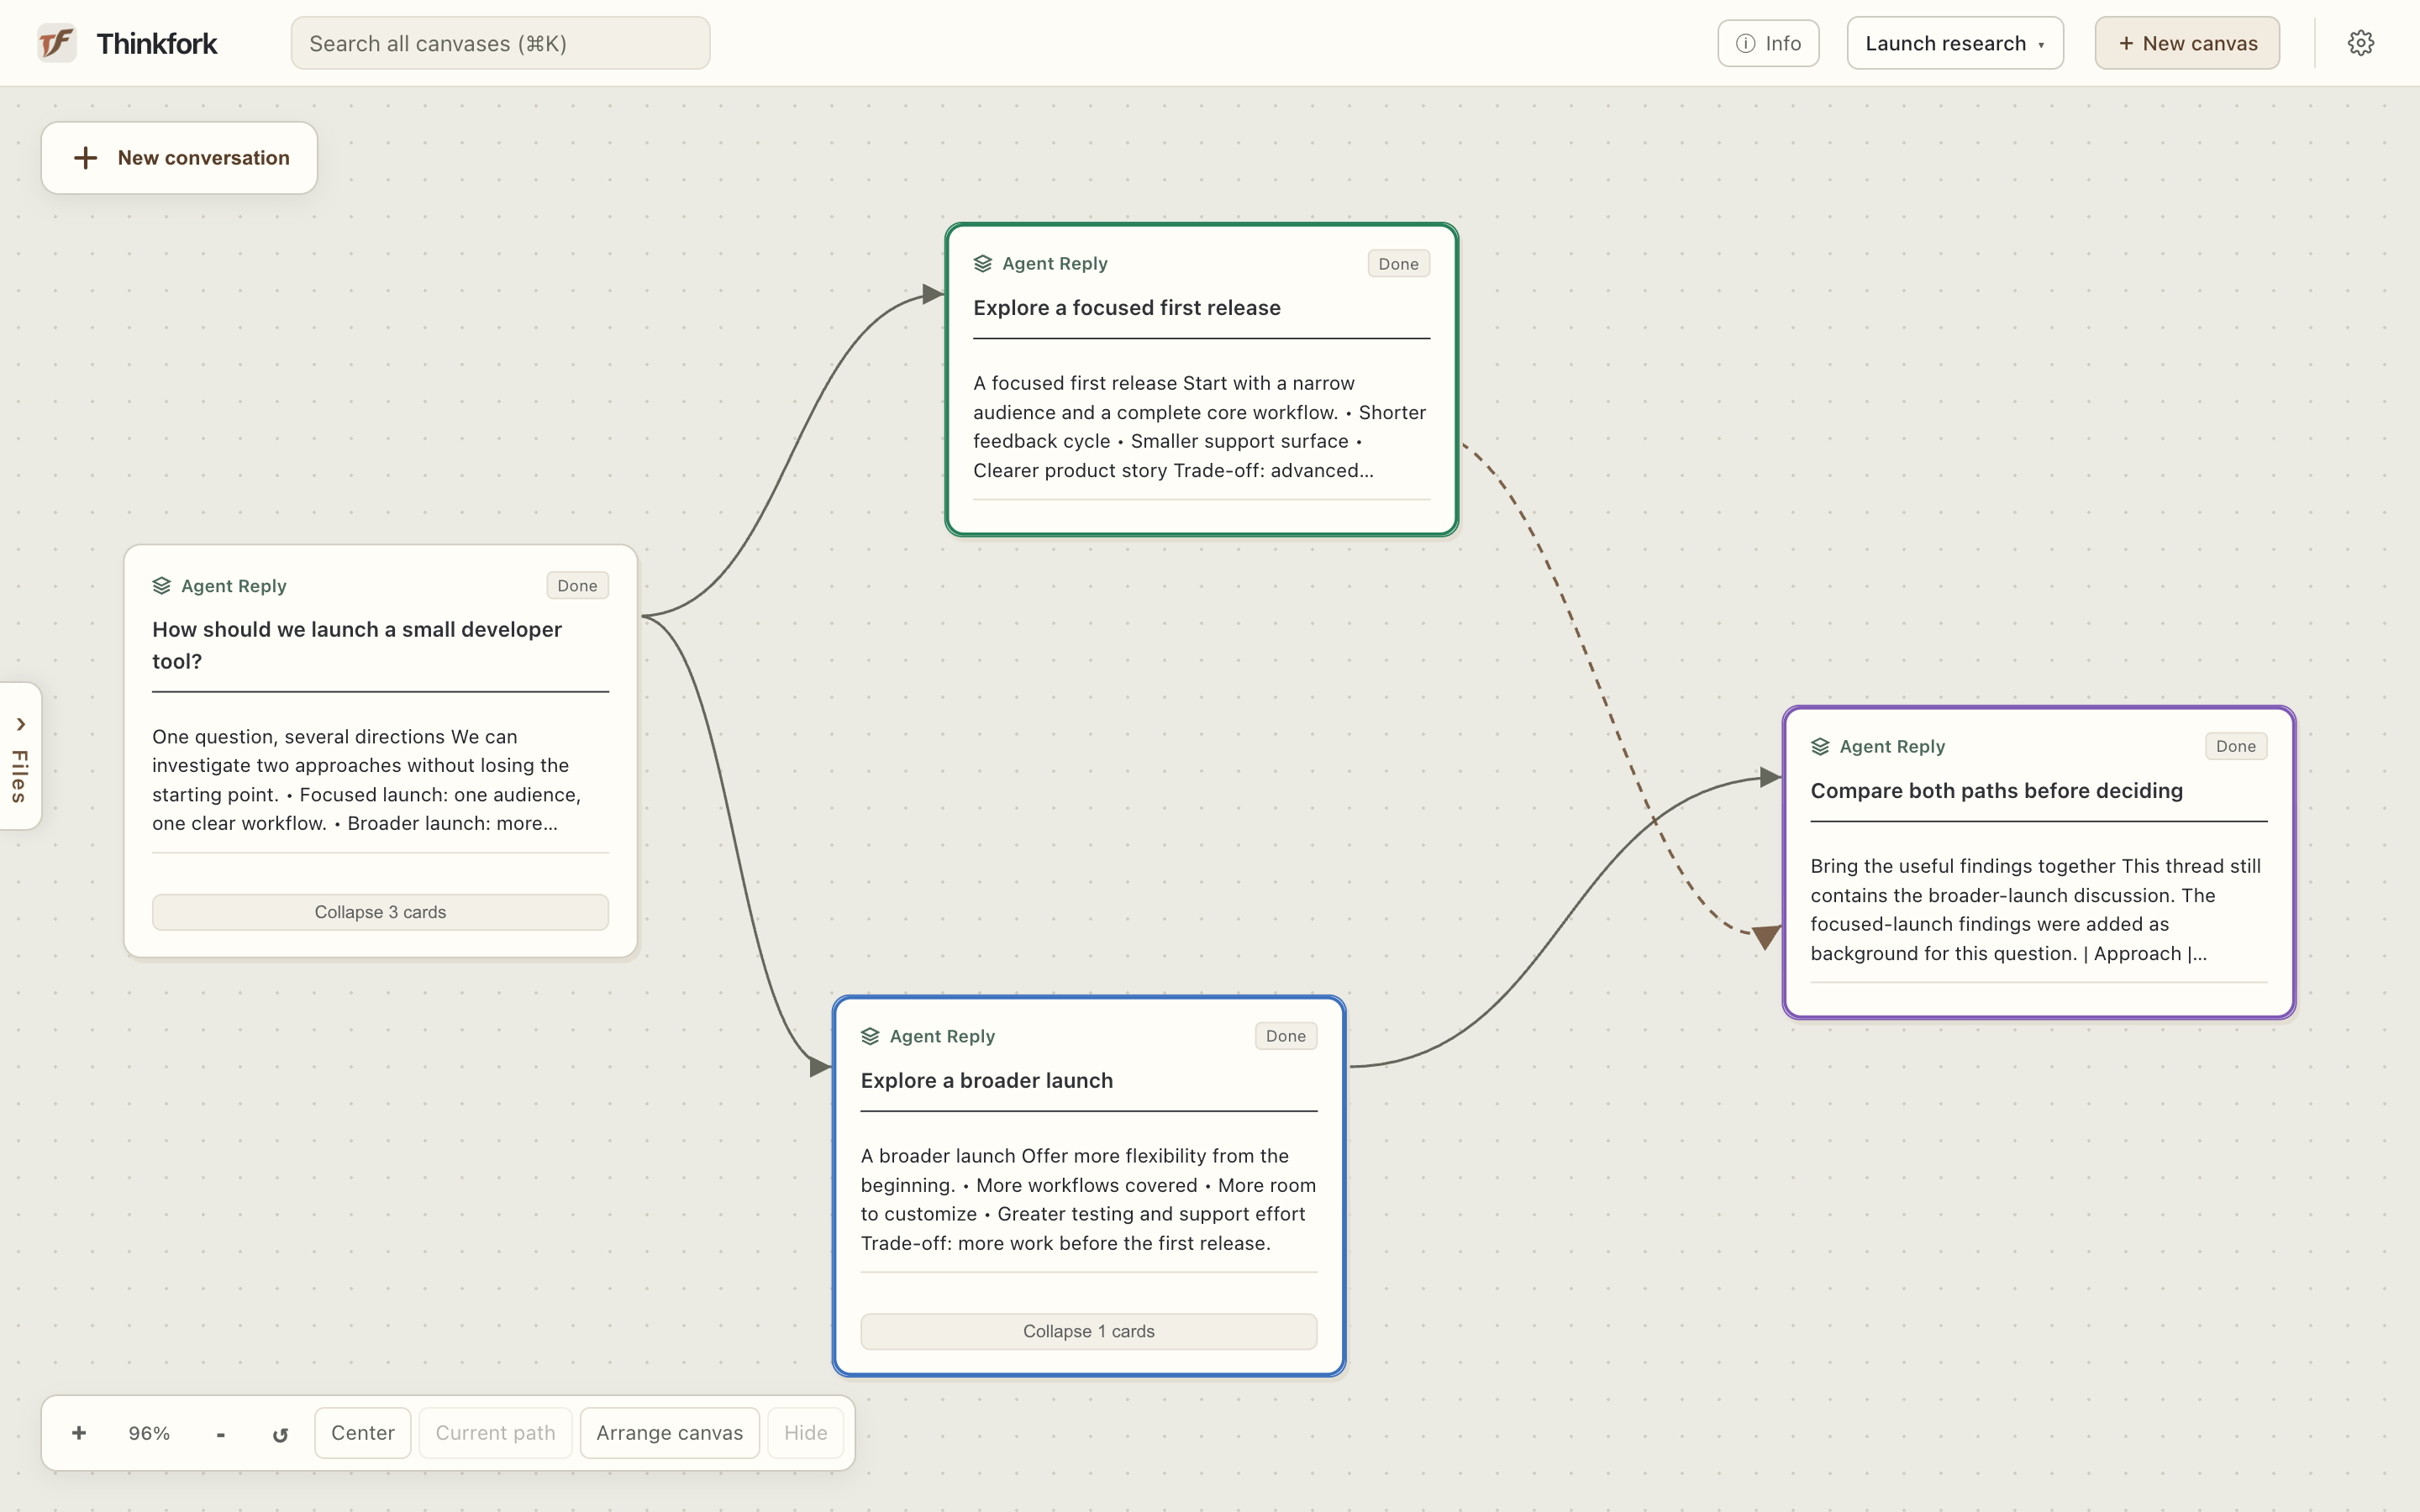 TF Thinkfork
Search all canvases (⌘K)
Info
Launch research
+ New canvas
+ New conversation
Agent Reply
Done
Explore a focused first release
A focused first release Start with a narrow
audience and a complete core workflow. • Shorter
feedback cycle • Smaller support surface •
Clearer product story Trade-off: advanced...
Agent Reply
Done
How should we launch a small developer
tool?
One question, several directions We can
investigate two approaches without losing the
starting point. • Focused launch: one audience,
one clear workflow. • Broader launch: more...
Collapse 3 cards
Files
Agent Reply
Done
Compare both paths before deciding
Bring the useful findings together This thread still
contains the broader-launch discussion. The
focused-launch findings were added as
background for this question. | Approach |...
Agent Reply
Done
Explore a broader launch
A broader launch Offer more flexibility from the
beginning. • More workflows covered • More room
to customize • Greater testing and support effort
Trade-off: more work before the first release.
Collapse 1 cards
+ 96% - ↺ Center Current path Arrange canvas Hide